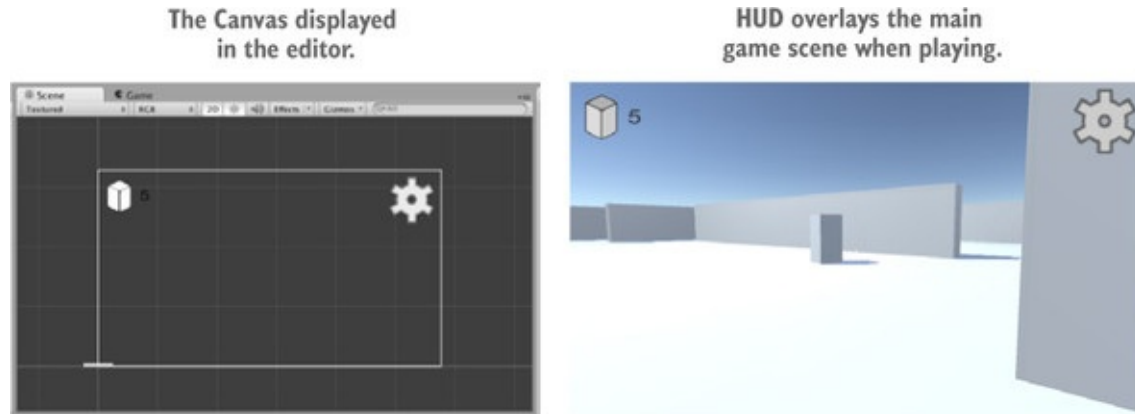 The Canvas displayed
in the editor.
HUD overlays the main
game scene when playing.
Scene Game
Textured RGB 2D Effects Gizmos
5
5